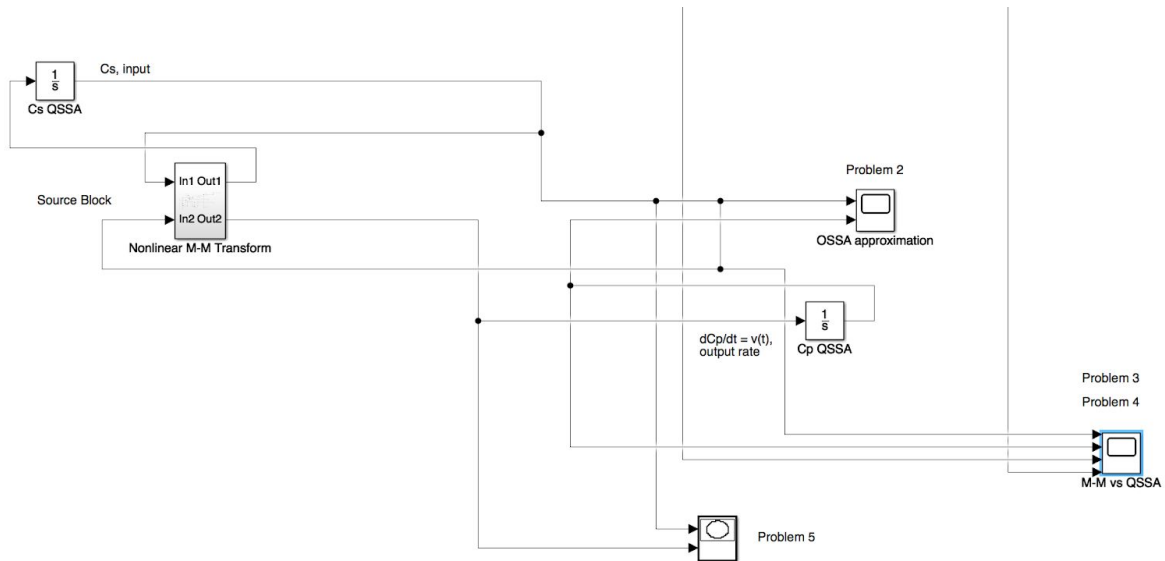 Cs, input
1
s
Cs QSSA
Problem 2
In1 Out1
Source Block
In2 Out2
Nonlinear M-M Transform
OSSA approximation
1
s
dCp/dt = v(t),
output rate
Cp QSSA
Problem 3
Problem 4
M-M vs QSSA
Problem 5